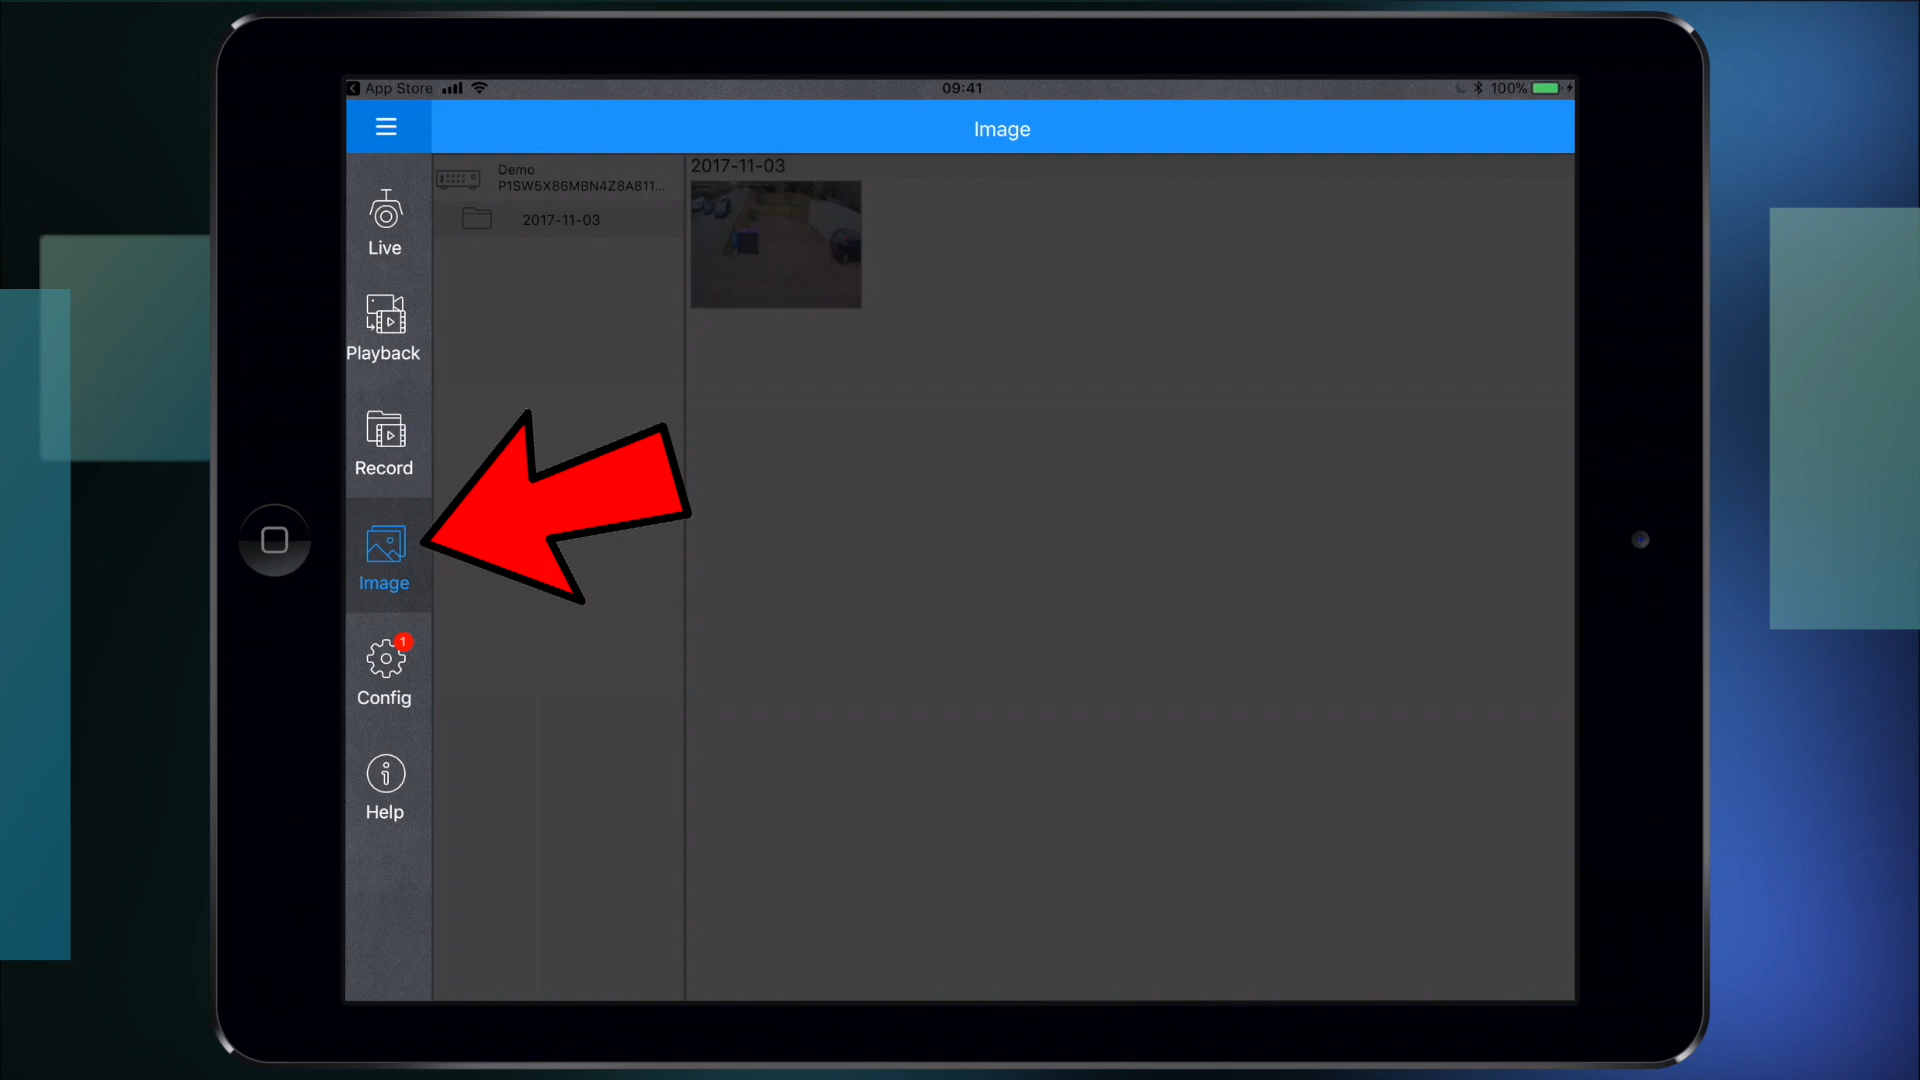 App Store
09:41
100%
Image
Live
Playback
Record
Image
1
Config
Help
Demo
P1SW5X86MBN4Z8A811...
2017-11-03
2017-11-03